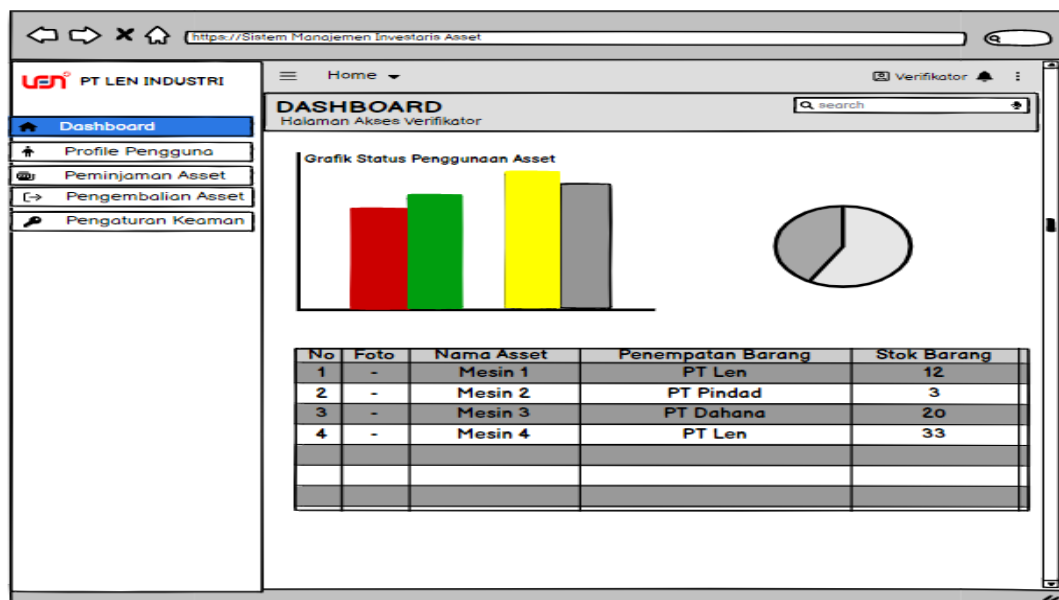 https://Sistem Manajemen Investaris Asset
Len PT LEN INDUSTRI
Home
Verifikator
DASHBOARD
Halaman Akses Verifikator
search
Dashboard
Profile Pengguna
Peminjaman Asset
Pengembalian Asset
Pengaturan Keaman
Grafik Status Penggunaan Asset
No Foto Nama Asset Penempatan Barang Stok Barang
1 - Mesin 1 PT Len 12
2 - Mesin 2 PT Pindad 3
3 - Mesin 3 PT Dahana 20
4 - Mesin 4 PT Len 33